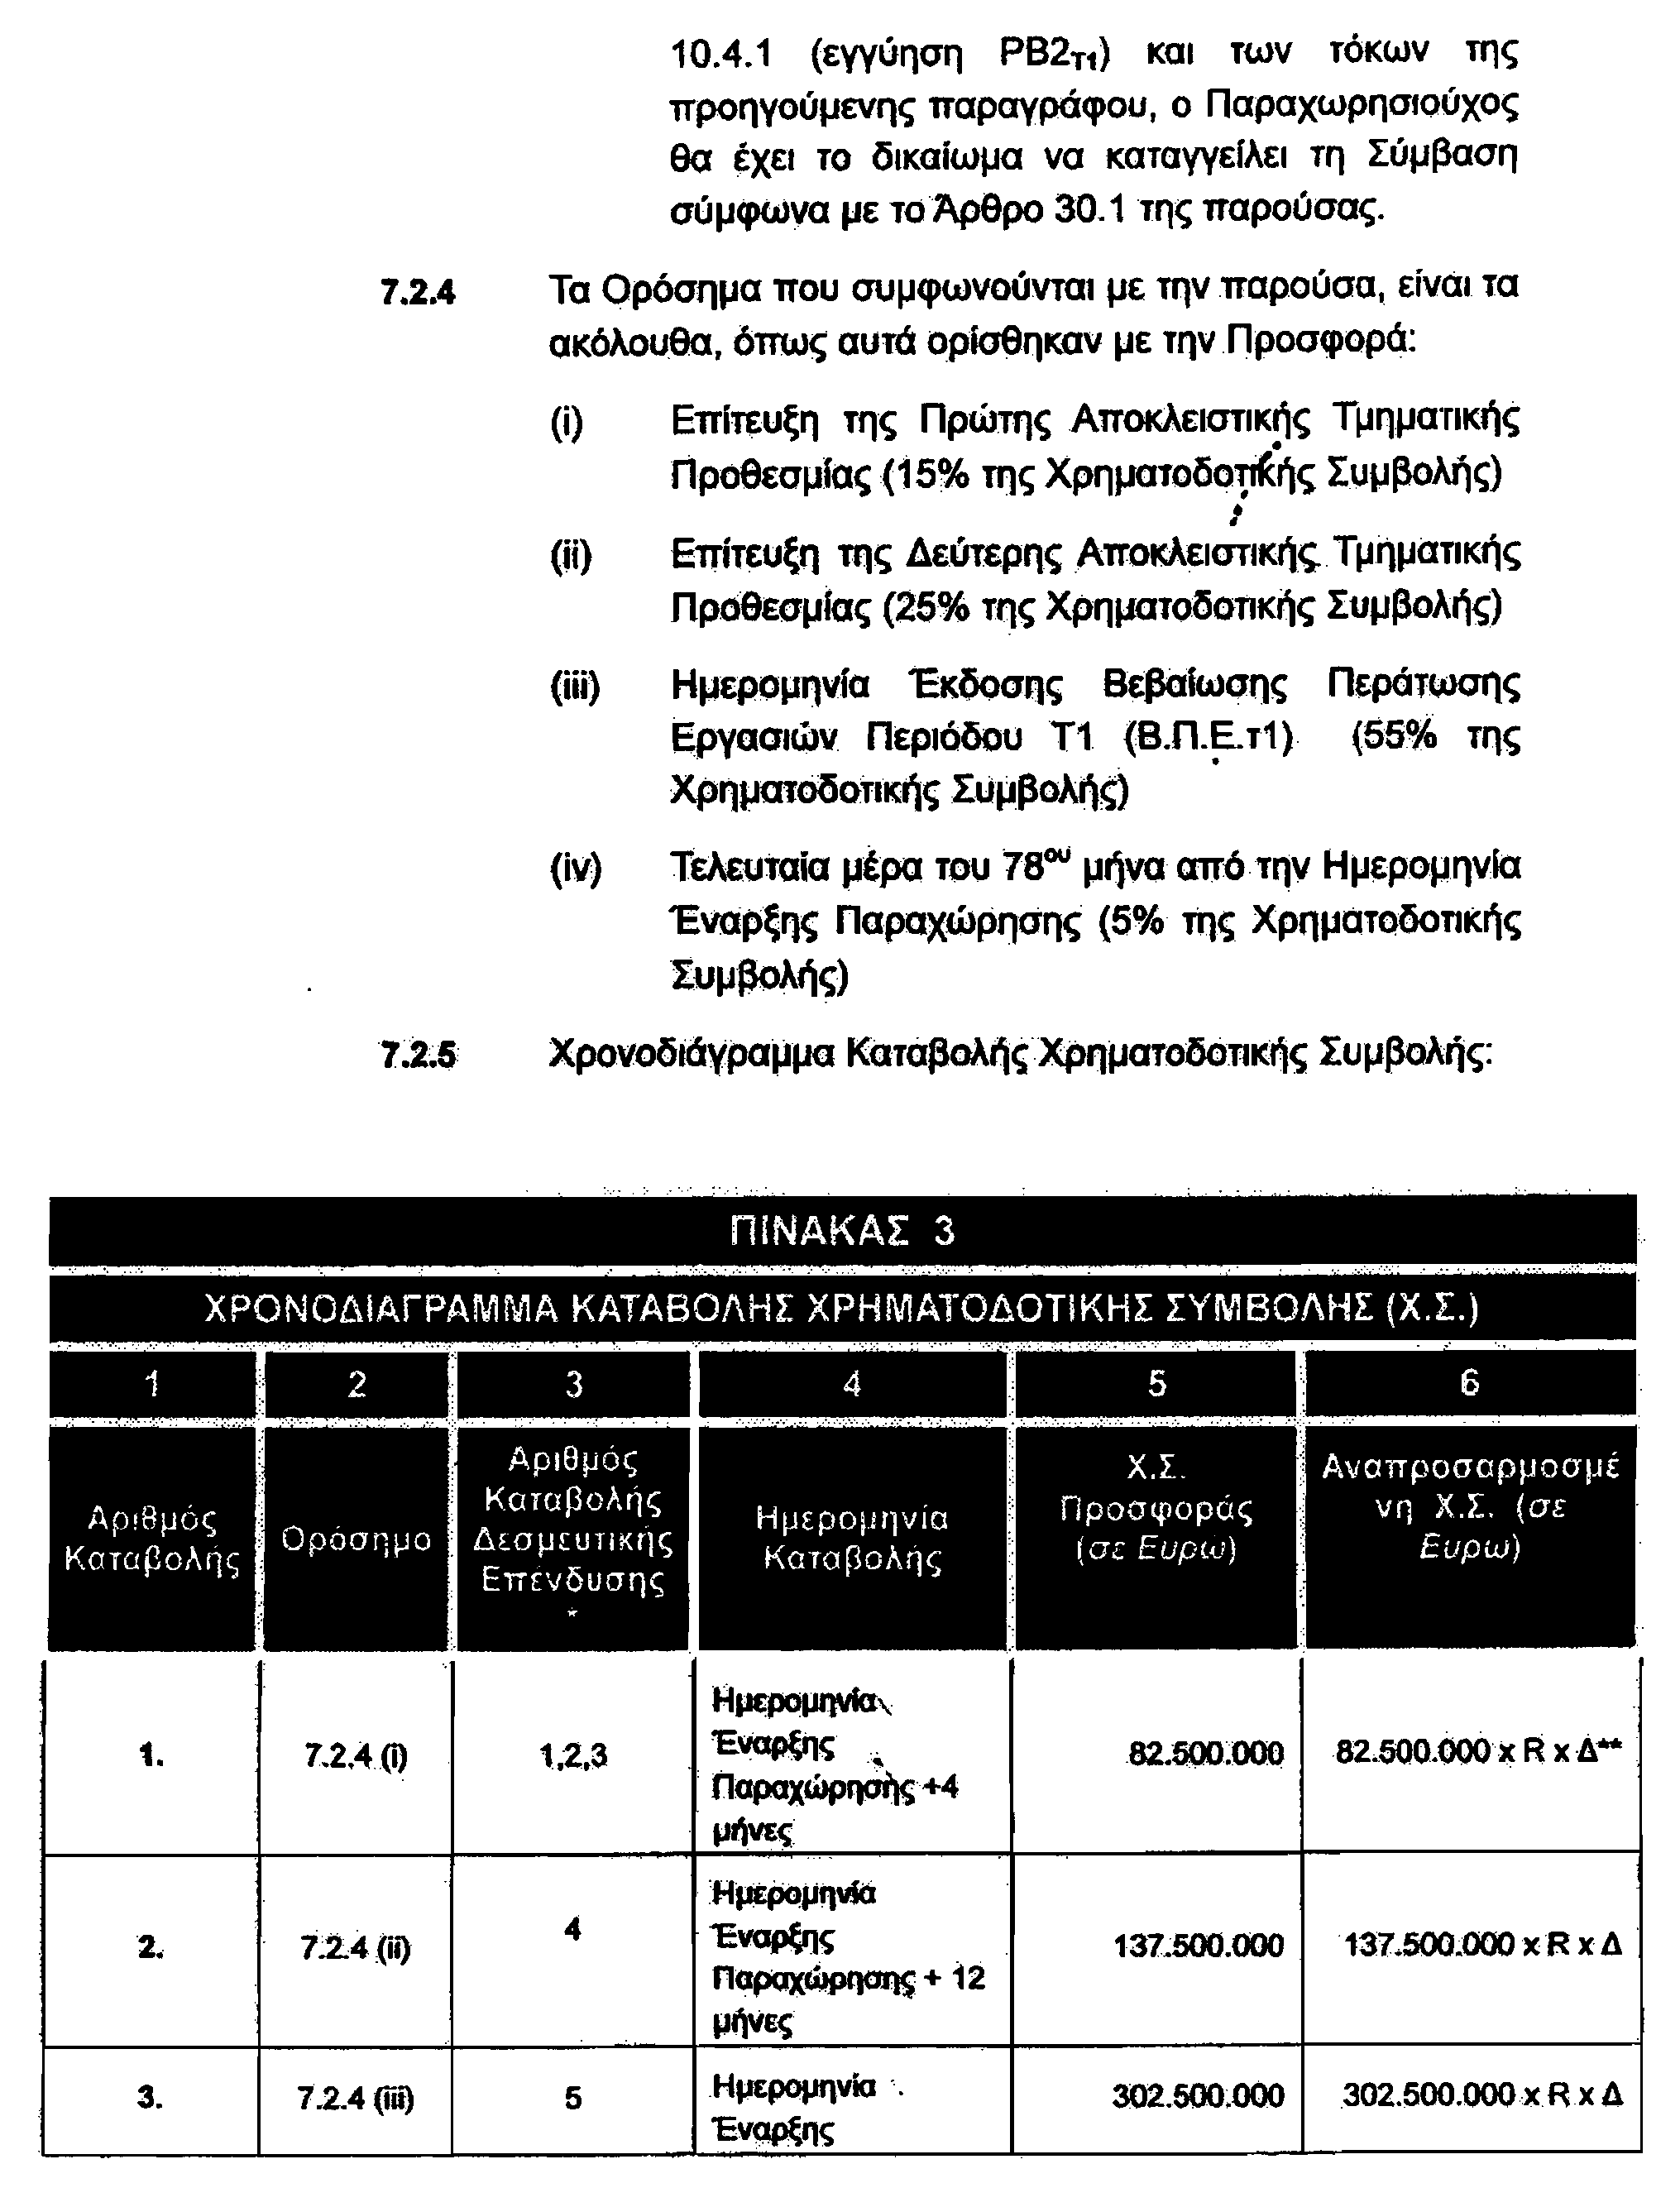 10.4.1 (εγγύηση PB2τ1) και των τόκων της
προηγούμενης παραγράφου, ο Παραχωρησιούχος
θα έχει το δικαίωμα να καταγγείλει τη Σύμβαση
σύμφωνα με το Άρθρο 30.1 της παρούσας.
7.2.4 Τα Ορόσημα που συμφωνούνται με την παρούσα, είναι τα
ακόλουθα, όπως αυτά ορίσθηκαν με την Προσφορά:
(i) Επίτευξη της Πρώτης Αποκλειστικής Τμηματικής
Προθεσμίας (15% της Χρηματοδοτικής Συμβολής)
(ii) Επίτευξη της Δεύτερης Αποκλειστικής Τμηματικής
Προθεσμίας (25% της Χρηματοδοτικής Συμβολής)
(iii) Ημερομηνία Έκδοσης Βεβαίωσης Περάτωσης
Εργασιών Περιόδου Τ1 (Β.Π.Ε.τ1) (55% της
Χρηματοδοτικής Συμβολής)
(iv) Τελευταία μέρα του 78ου μήνα από την Ημερομηνία
Έναρξης Παραχώρησης (5% της Χρηματοδοτικής
Συμβολής)
7.2.5 Χρονοδιάγραμμα Καταβολής Χρηματοδοτικής Συμβολής:
ΠΙΝΑΚΑΣ 3
ΧΡΟΝΟΔΙΑΓΡΑΜΜΑ ΚΑΤΑΒΟΛΗΣ ΧΡΗΜΑΤΟΔΟΤΙΚΗΣ ΣΥΜΒΟΛΗΣ (Χ.Σ.)
1 2 3 4 5 6
Αριθμός
Καταβολής
Ορόσημο
Αριθμός
Καταβολής
Δεσμευτικής
Επένδυσης
*
Ημερομηνία
Καταβολής
Χ.Σ.
Προσφοράς
(σε Ευρω)
Αναπροσαρμοσμέ
νη Χ.Σ. (σε
Ευρω)
1.
7.2.4 (i)
1,2,3
Ημερομηνία
Έναρξης
Παραχώρησης +4
μήνες
82.500.000
82.500.000 x R x Δ**
2.
7.2.4 (ii)
4
Ημερομηνία
Έναρξης
Παραχώρησης + 12
μήνες
137.500.000
137.500.000 x R x Δ
3.
7.2.4 (iii)
5
Ημερομηνία
Έναρξης
302.500.000
302.500.000 x R x Δ